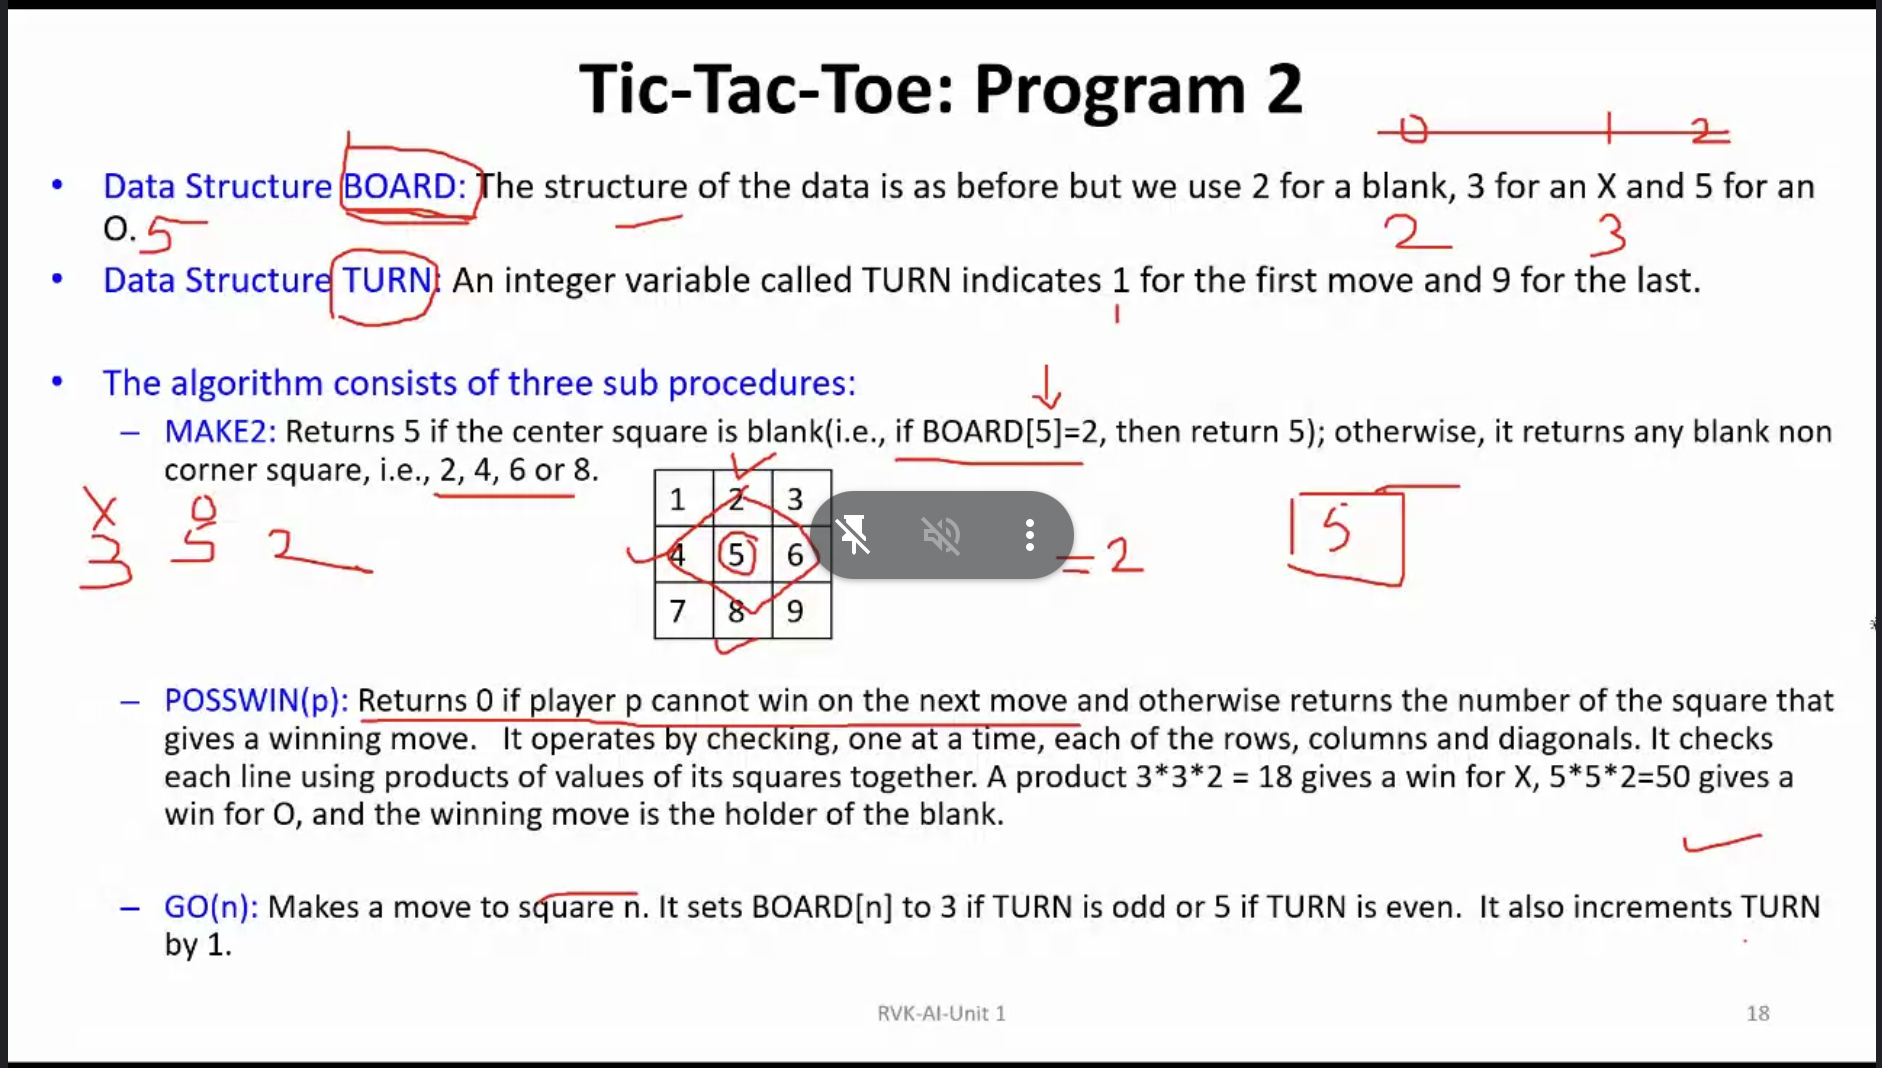 Tic-Tac-Toe: Program 2
0 1 2
• Data Structure BOARD: The structure of the data is as before but we use 2 for a blank, 3 for an X and 5 for an
O. 5 2 3
• Data Structure TURN: An integer variable called TURN indicates 1 for the first move and 9 for the last.
1
• The algorithm consists of three sub procedures:
– MAKE2: Returns 5 if the center square is blank(i.e., if BOARD[5]=2, then return 5); otherwise, it returns any blank non
corner square, i.e., 2, 4, 6 or 8.
1 2 3
X O
4 5 6
3 5 2
= 2
5
7 8 9
– POSSWIN(p): Returns 0 if player p cannot win on the next move and otherwise returns the number of the square that
gives a winning move. It operates by checking, one at a time, each of the rows, columns and diagonals. It checks
each line using products of values of its squares together. A product 3*3*2 = 18 gives a win for X, 5*5*2=50 gives a
win for O, and the winning move is the holder of the blank.
– GO(n): Makes a move to square n. It sets BOARD[n] to 3 if TURN is odd or 5 if TURN is even. It also increments TURN
by 1.
RVK-AI-Unit 1
18